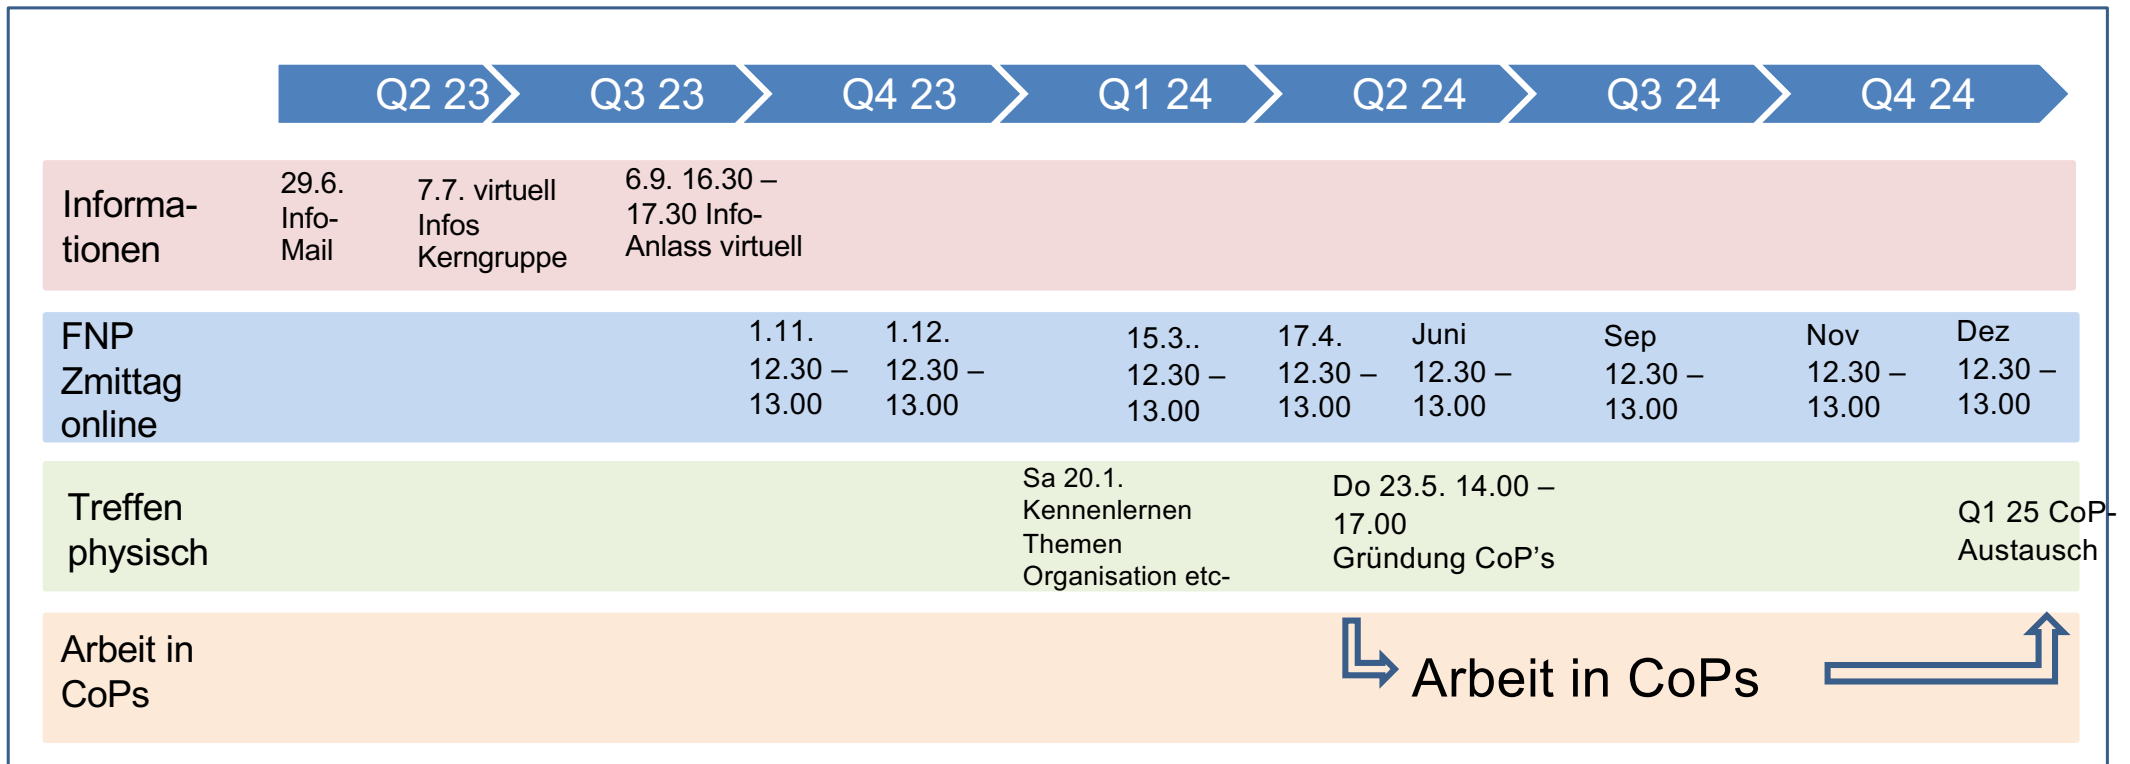 Q2 23
Q3 23
Q4 23
Q1 24
Q2 24
Q3 24
Q4 24
Informa-
tionen
29.6.
Info-
Mail
7.7. virtuell
Infos
Kerngruppe
6.9. 16.30 –
17.30 Info-
Anlass virtuell
FNP
Zmittag
online
1.11.
12.30 –
13.00
1.12.
12.30 –
13.00
15.3..
12.30 –
13.00
17.4.
12.30 –
13.00
Juni
12.30 –
13.00
Sep
12.30 –
13.00
Nov
12.30 –
13.00
Dez
12.30 –
13.00
Treffen
physisch
Sa 20.1.
Kennenlernen
Themen
Organisation etc-
Do 23.5. 14.00 –
17.00
Gründung CoP’s
Q1 25 CoP-
Austausch
Arbeit in
CoPs
Arbeit in CoPs